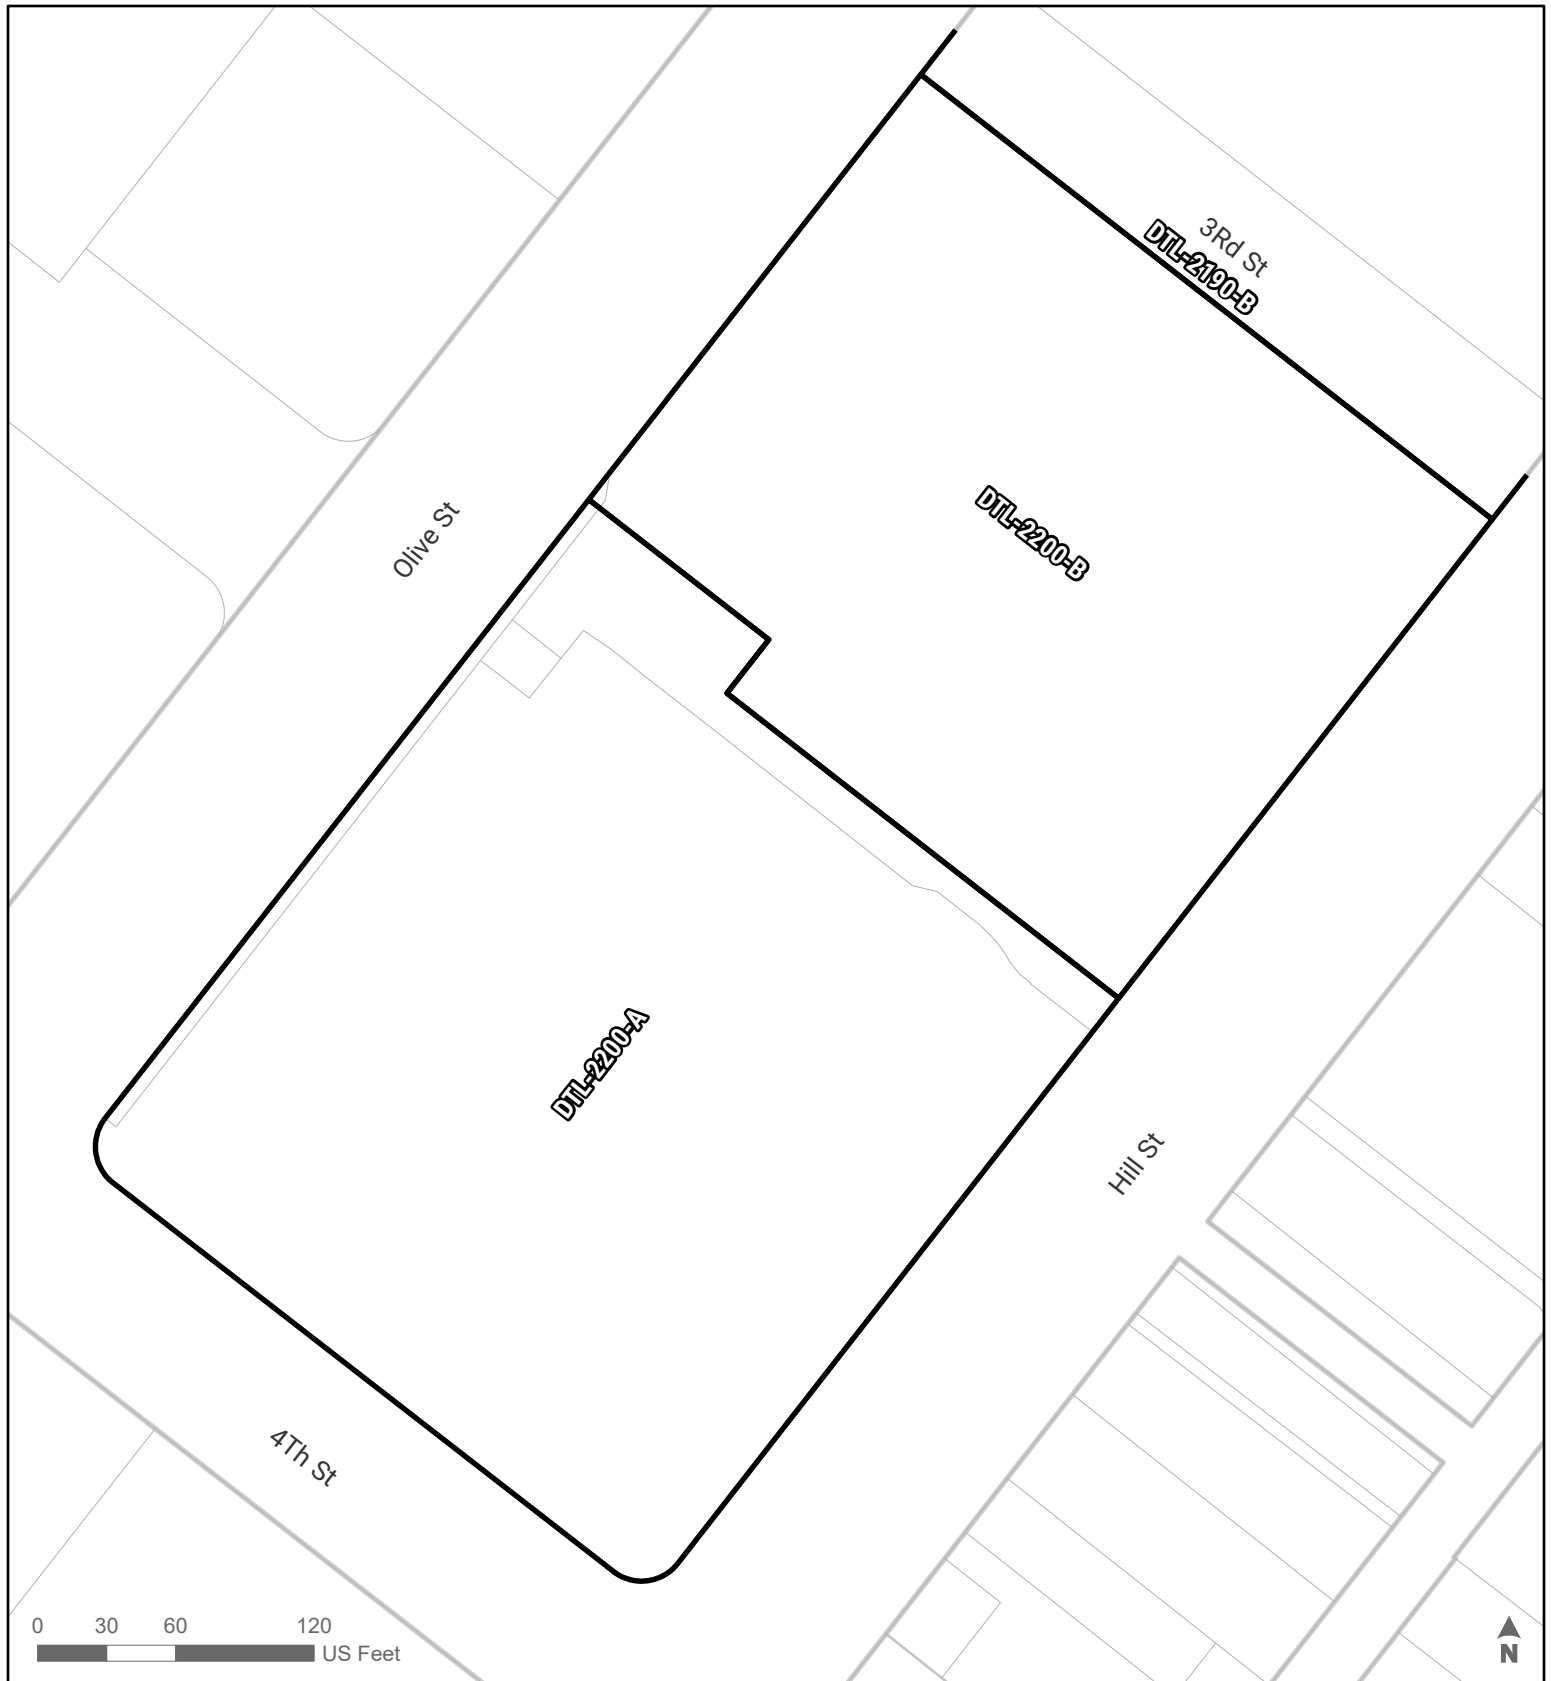 3Rd St
DTL-2190-B
DTL-2200-B
Olive St
DTL-2200-A
Hill St
4Th St
0 30 60 120
US Feet
N